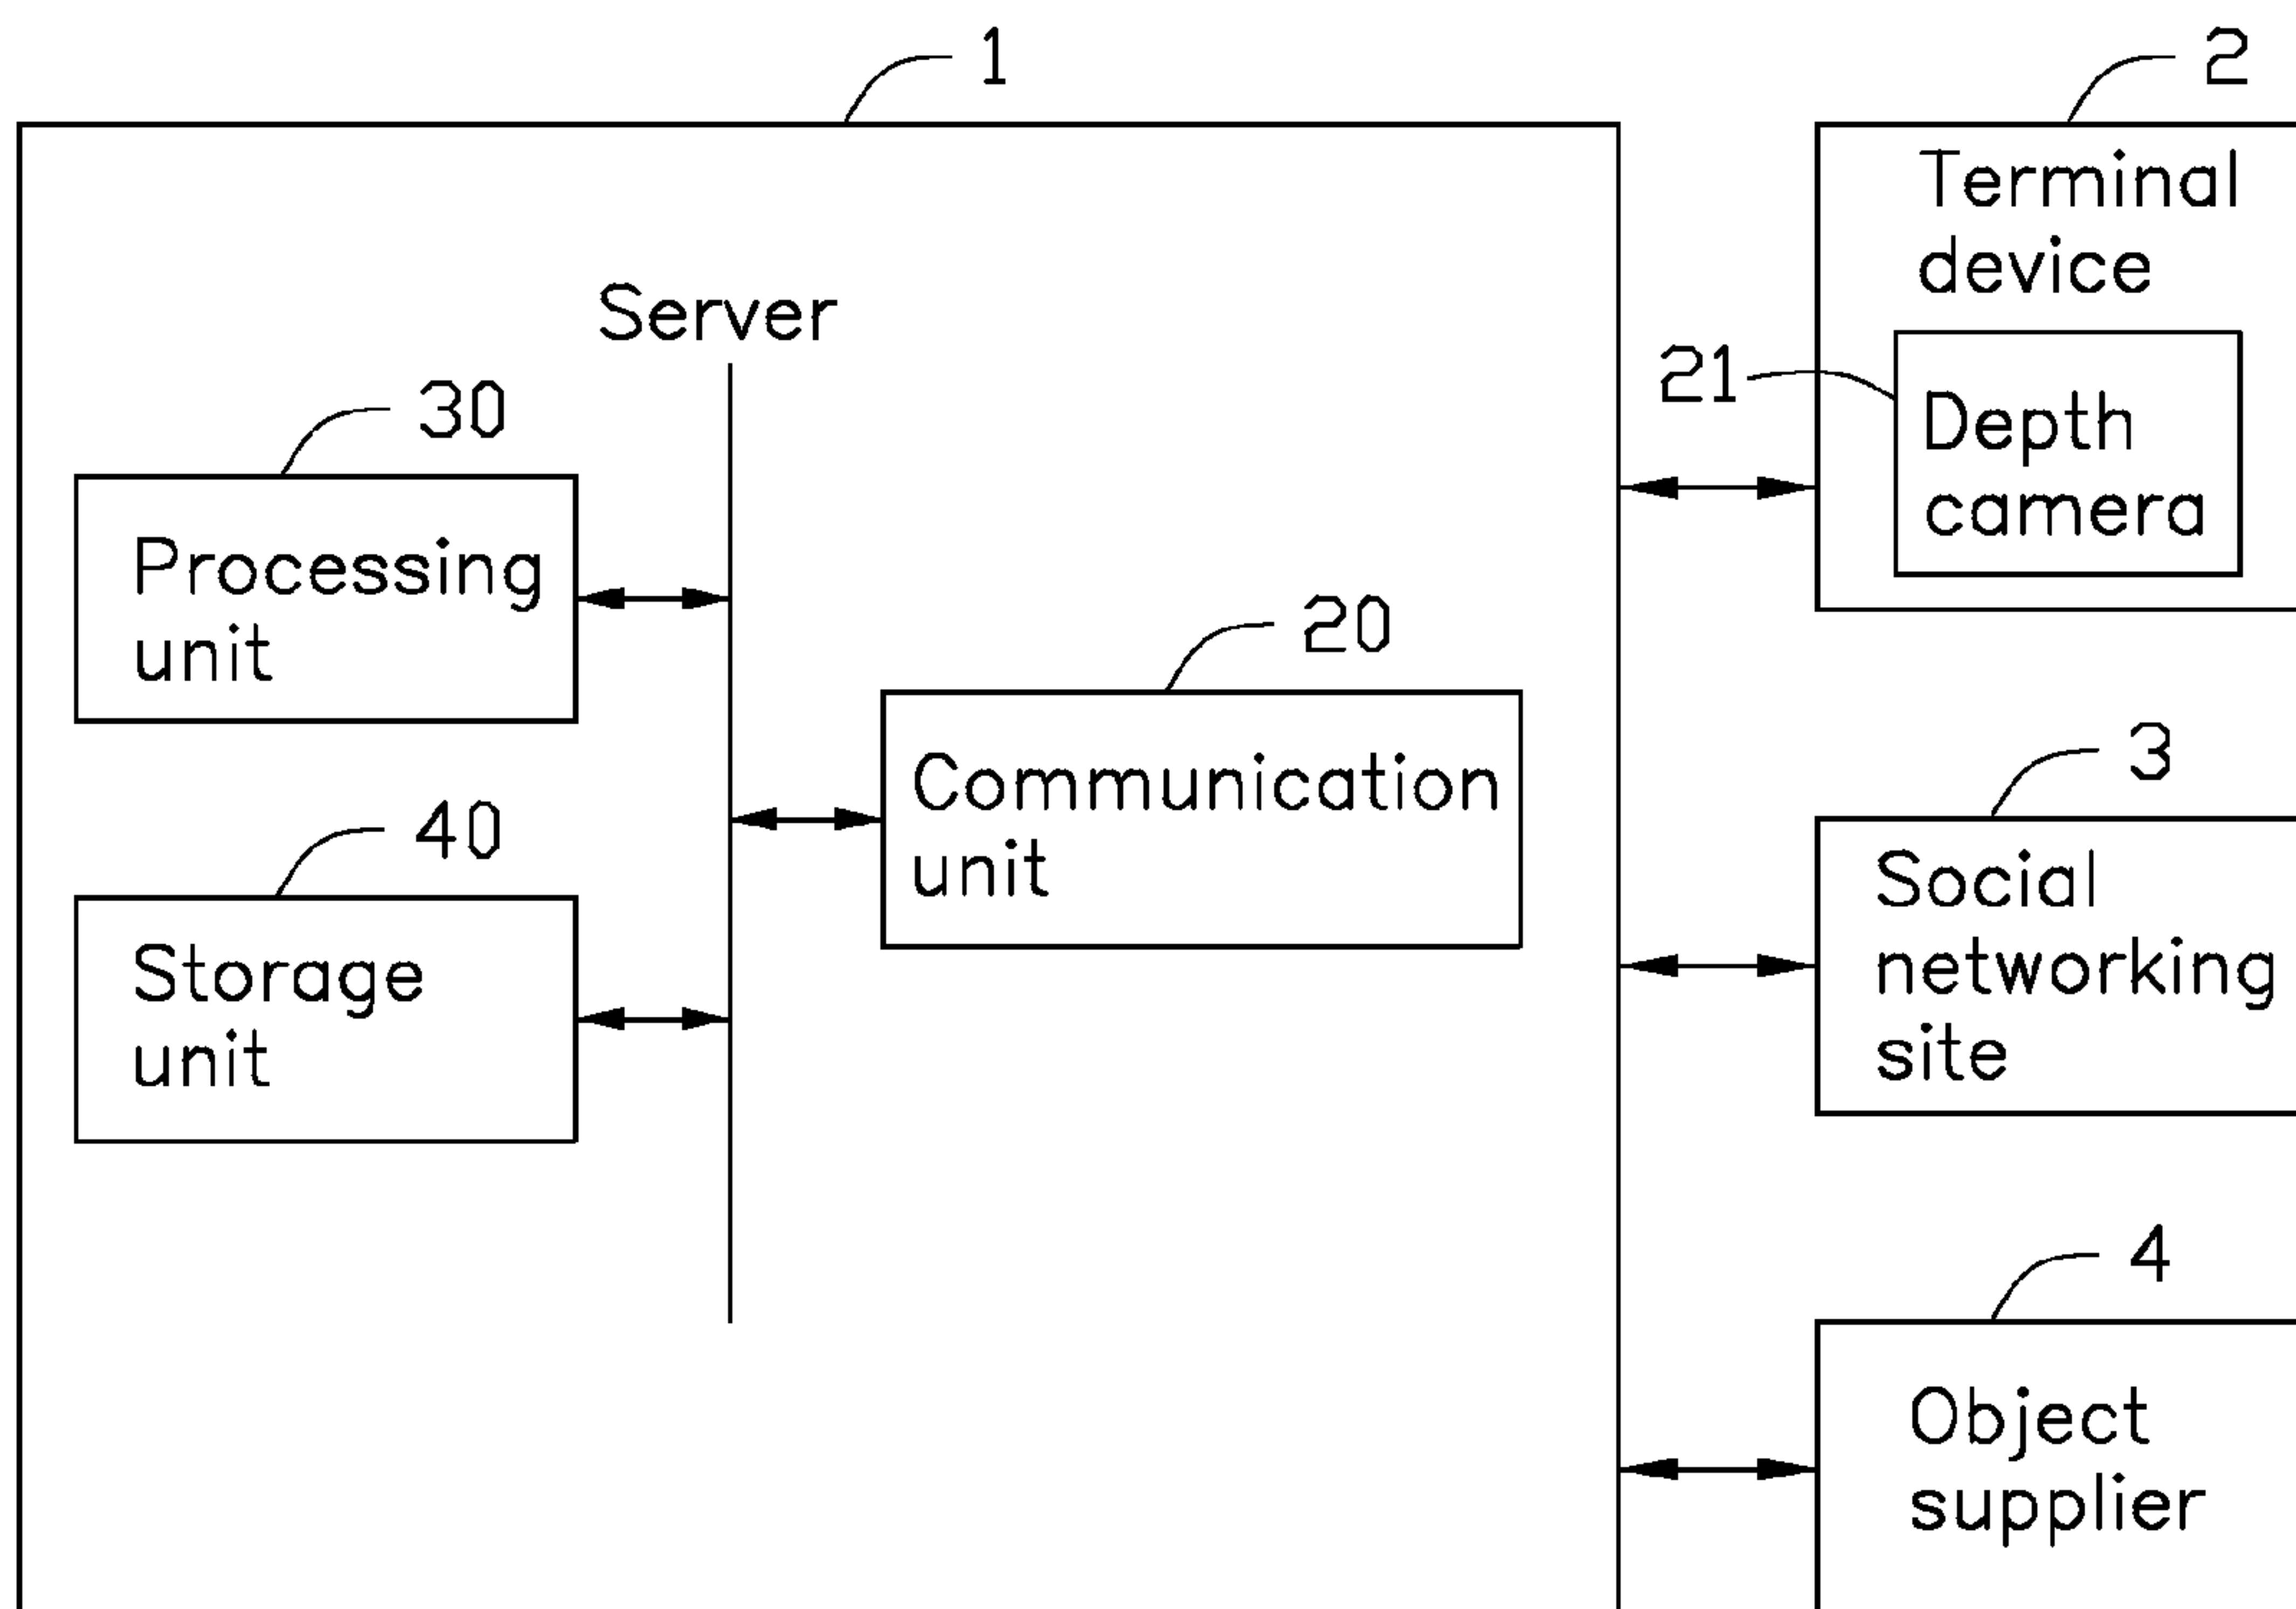 1
2
Terminal
device
Server
21
Depth
camera
30
Processing
unit
20
Communication
unit
3
Social
networking
site
40
Storage
unit
4
Object
supplier